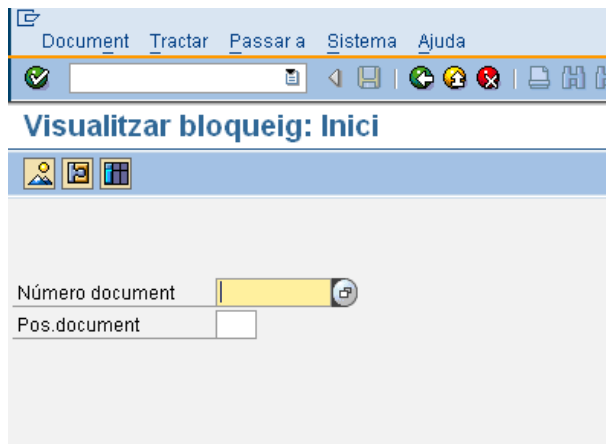 Document Tractar Passar a Sistema Ajuda
Visualitzar bloqueig: Inici
Número document
Pos.document